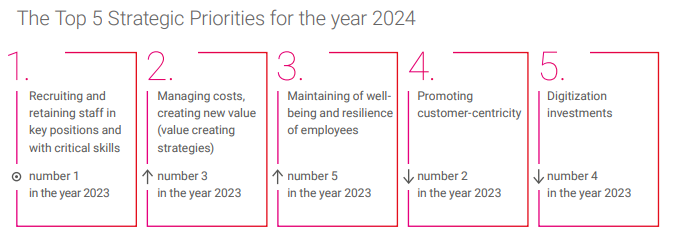 The Top 5 Strategic Priorities for the year 2024
1.
Recruiting and
retaining staff in
key positions and
with critical skills
number 1
in the year 2023
2.
Managing costs,
creating new value
(value creating
strategies)
number 3
in the year 2023
3.
Maintaining of well-
being and resilience
of employees
number 5
in the year 2023
4.
Promoting
customer-centricity
number 2
in the year 2023
5.
Digitization
investments
number 4
in the year 2023